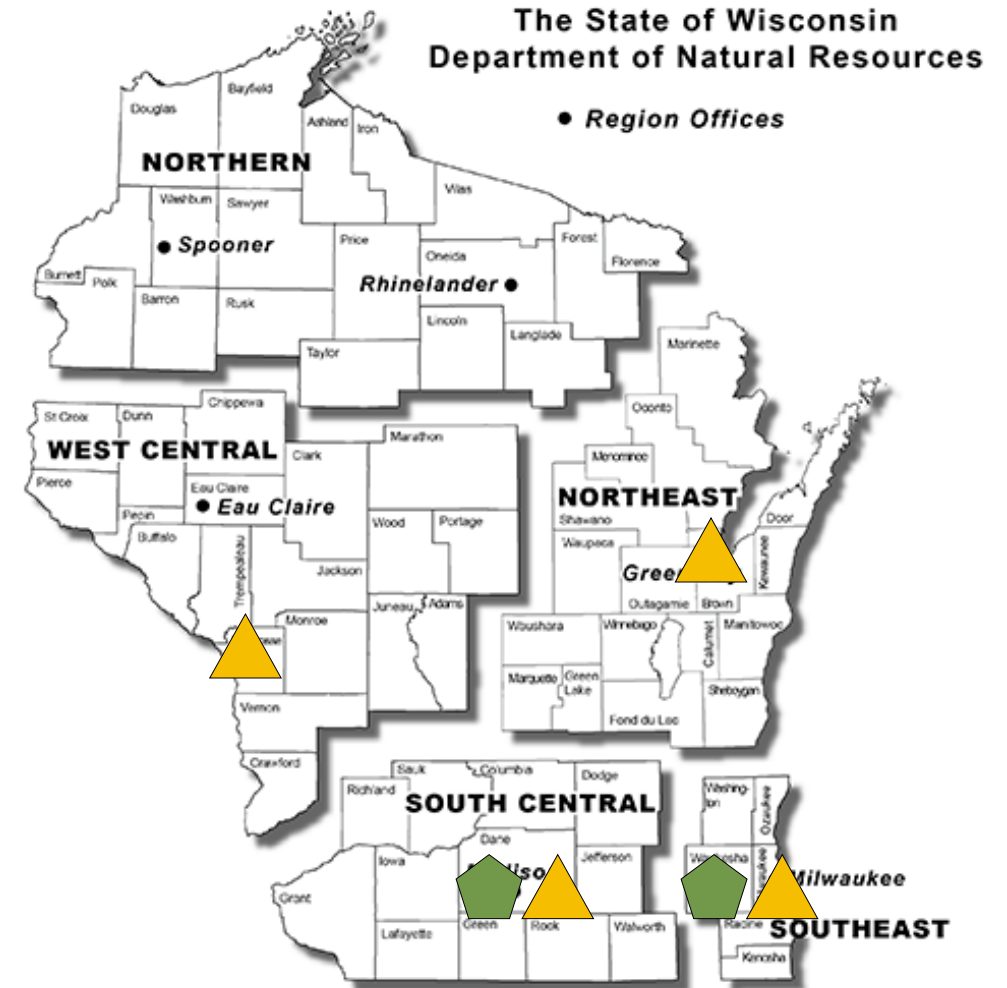 The State of Wisconsin
Department of Natural Resources
Region Offices
Bayfield
Douglas
Ashland
Iron
NORTHERN
Vilas
Washburn
Sawyer
Spooner
Price
Forest
Oneida
Florence
Burnett
Polk
Rhinelander
Barron
Rusk
Lincoln
Langlade
Taylor
Marinette
Chippewa
St Croix
Dunn
Oconto
WEST CENTRAL
Marathon
Clark
Menominee
Pierce
Eau Claire
Eau Claire
NORTHEAST
Pepin
Wood
Portage
Shawano
Door
Buffalo
Waupaca
Trempealeau
Kewaunee
Jackson
Juneau
Adams
Outagamie
Brown
Monroe
Waushara
Winnebago
Calumet
Manitowoc
Marquette
Green
Lake
Sheboygan
Vernon
Fond du Lac
Crawford
Sauk
Columbia
Dodge
Richland
Washing-
ton
Ozaukee
SOUTH CENTRAL
Dane
Iowa
Jefferson
Milwaukee
Grant
Lafayette
Green
Rock
Walworth
Racine
SOUTHEAST
Kenosha